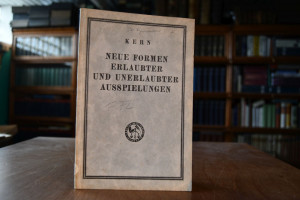 KERN
NEUE FORMEN
ERLAUBTER
UND UNERLAUBTER
AUSSPIELUNGEN